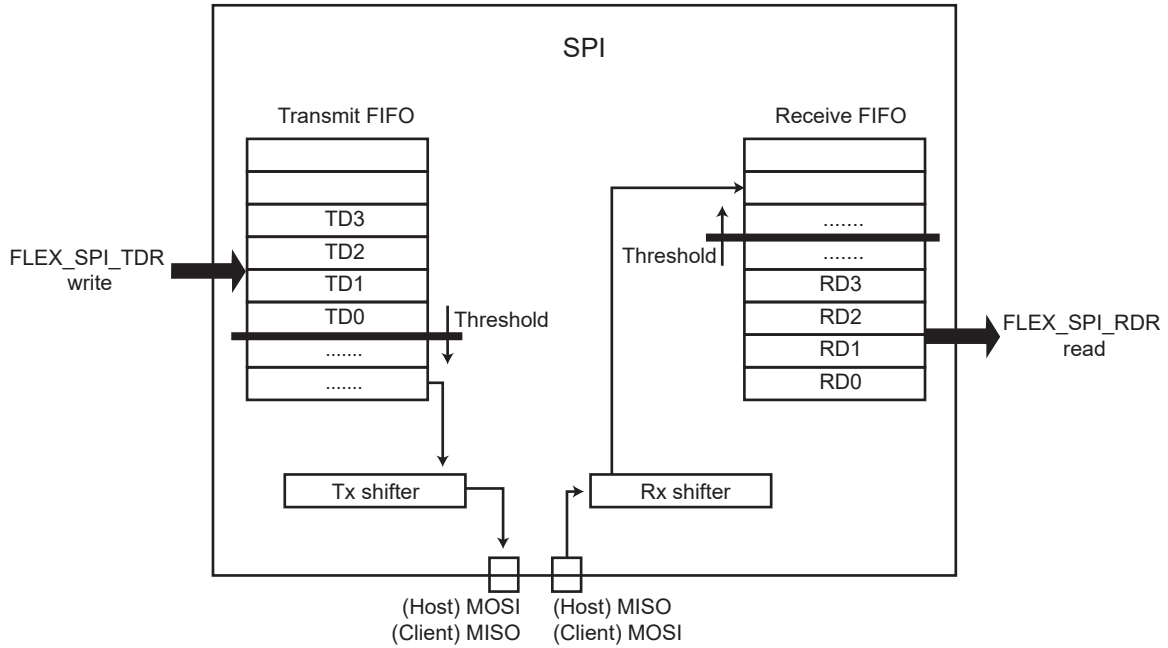 SPI
Transmit FIFO
TD3
TD2
TD1
TD0
.......
.......
FLEX_SPI_TDR
write
Threshold
Receive FIFO
.......
.......
RD3
RD2
RD1
RD0
Threshold
FLEX_SPI_RDR
read
Tx shifter
Rx shifter
(Host) MOSI
(Client) MISO
(Host) MISO
(Client) MOSI